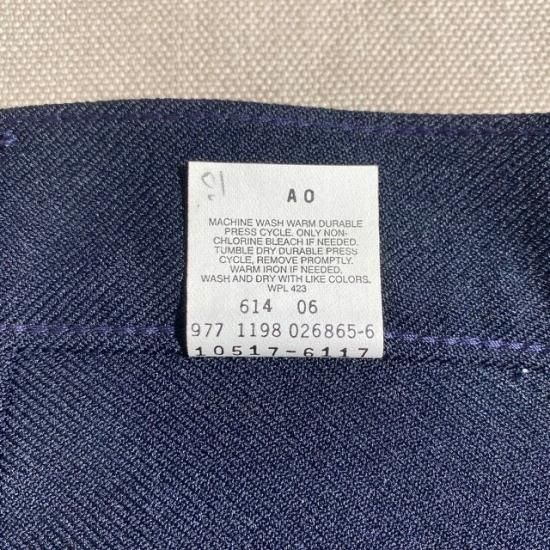 A O
MACHINE WASH WARM DURABLE
PRESS CYCLE. ONLY NON-
CHLORINE BLEACH IF NEEDED.
TUMBLE DRY DURABLE PRESS
CYCLE, REMOVE PROMPTLY.
WARM IRON IF NEEDED.
WASH AND DRY WITH LIKE COLORS.
WPL 423
614 06
977 1198 026865-6
10517-6117